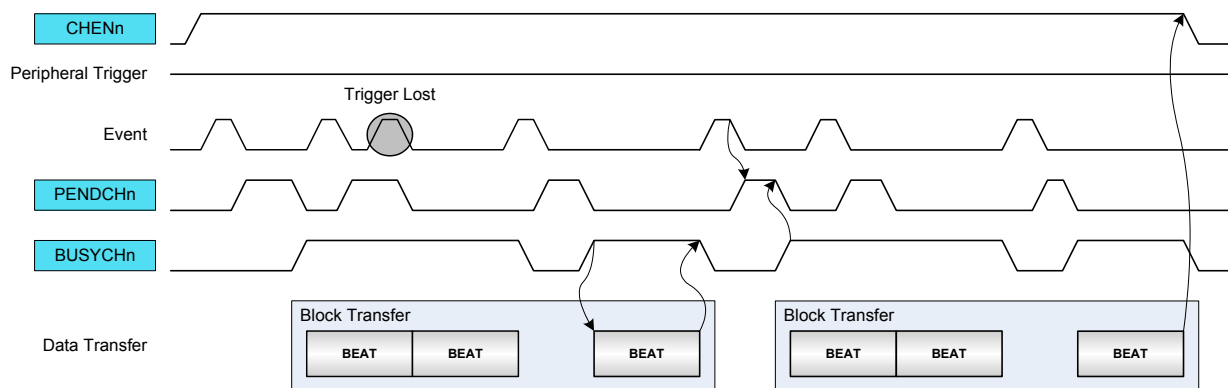 CHENn
Peripheral Trigger
Trigger Lost
Event
PENDCHn
BUSYCHn
Data Transfer
Block Transfer
BEAT
BEAT
BEAT
Block Transfer
BEAT
BEAT
BEAT